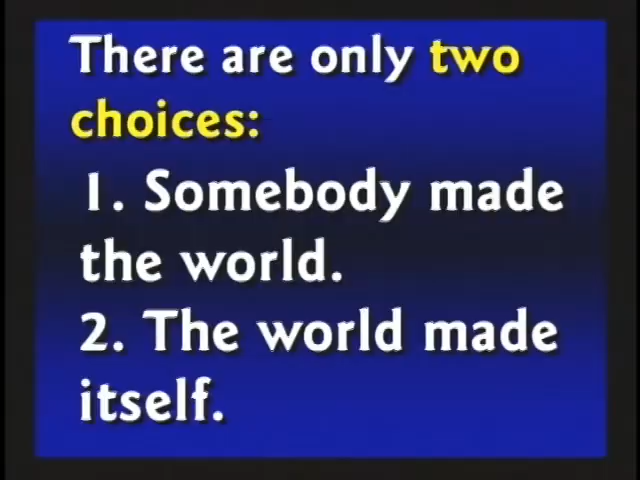 There are only two
choices:
1. Somebody made
the world.
2. The world made
itself.